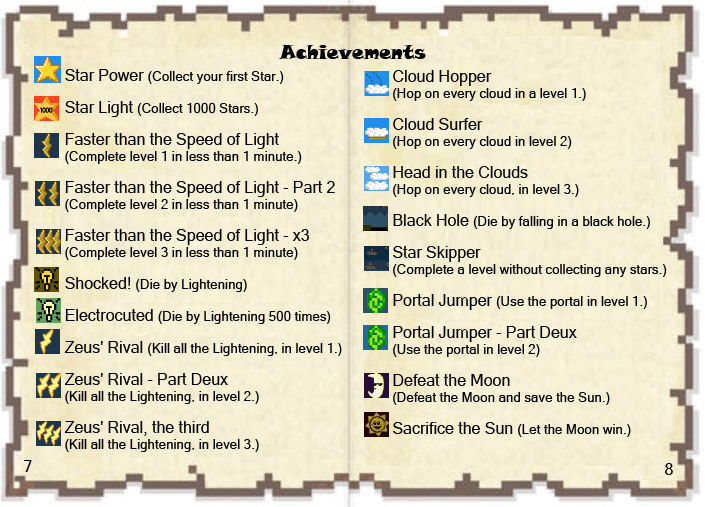 Achievements
Star Power (Collect your first Star.)
1000
Star Light (Collect 1000 Stars.)
Faster than the Speed of Light
(Complete level 1 in less than 1 minute.)
Faster than the Speed of Light - Part 2
(Complete level 2 in less than 1 minute)
Faster than the Speed of Light - x3
(Complete level 3 in less than 1 minute)
Shocked! (Die by Lightening)
Electrocuted (Die by Lightening 500 times)
Zeus' Rival (Kill all the Lightening, in level 1.)
Zeus' Rival - Part Deux
(Kill all the Lightening, in level 2.)
Zeus' Rival, the third
(Kill all the Lightening, in level 3.)
7
Cloud Hopper
(Hop on every cloud in a level 1.)
Cloud Surfer
(Hop on every cloud in level 2)
Head in the Clouds
(Hop on every cloud, in level 3.)
Black Hole (Die by falling in a black hole.)
Star Skipper
(Complete a level without collecting any stars.)
Portal Jumper (Use the portal in level 1.)
Portal Jumper - Part Deux
(Use the portal in level 2)
Defeat the Moon
(Defeat the Moon and save the Sun.)
Sacrifice the Sun (Let the Moon win.)
8